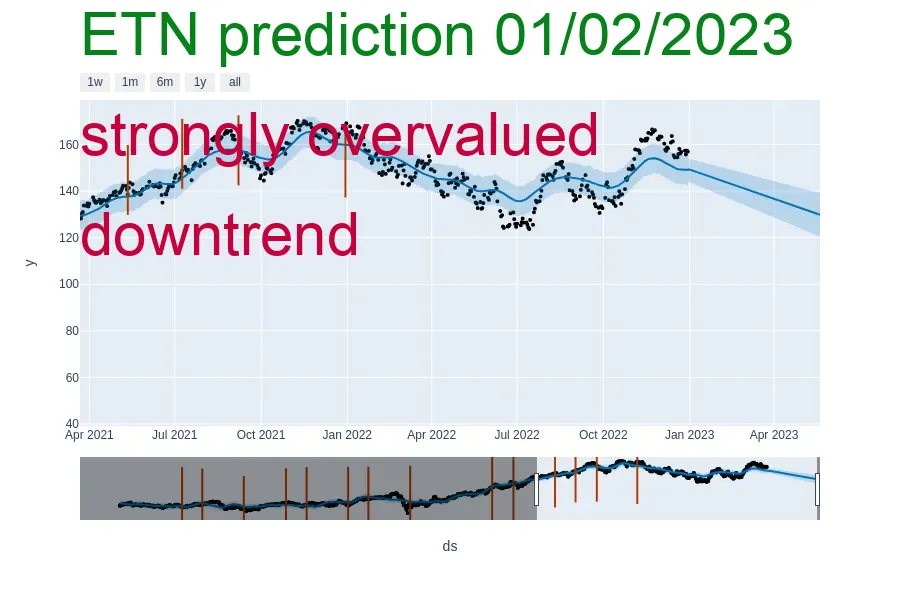 ETN prediction 01/02/2023
1w 1m 6m 1y all
strongly overvalued
160
140
downtrend
120
y
100
80
60
40
Apr 2021 Jul 2021 Oct 2021 Jan 2022 Apr 2022 Jul 2022 Oct 2022 Jan 2023 Apr 2023
ds